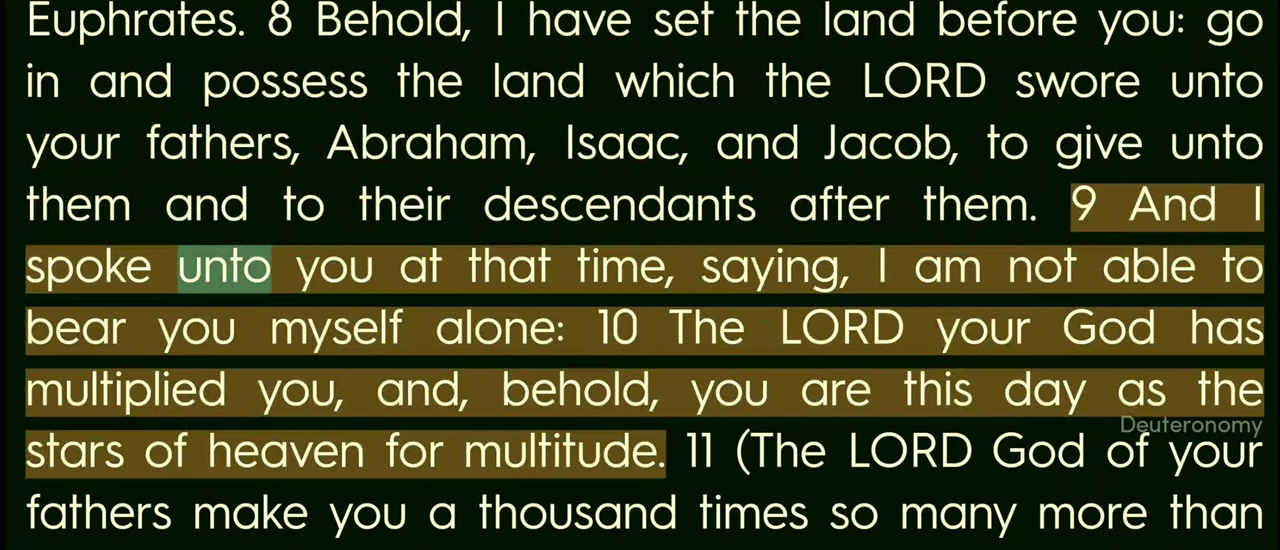 Euphrates. 8 Behold, I have set the land before you: go
in and possess the land which the LORD swore unto
your fathers, Abraham, Isaac, and Jacob, to give unto
them and to their descendants after them. 9 And I
spoke unto you at that time, saying, I am not able to
bear you myself alone: 10 The LORD your God has
multiplied you, and, behold, you are this day as the
Deuteronomy
stars of heaven for multitude. 11 (The LORD God of your
fathers make you a thousand times so many more than